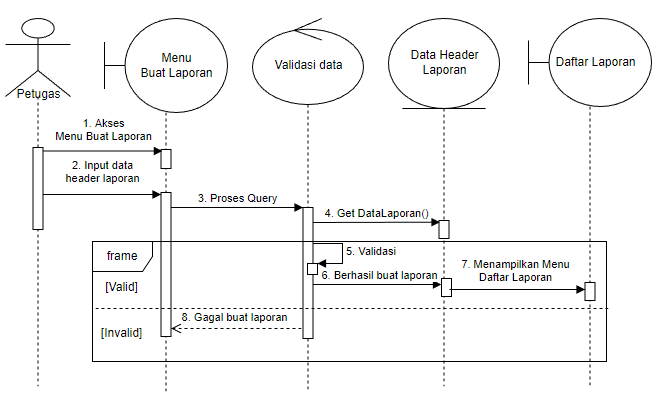 Petugas
Menu
Buat Laporan
Validasi data
Data Header
Laporan
Daftar Laporan
1. Akses
Menu Buat Laporan
2. Input data
header laporan
3. Proses Query
4. Get DataLaporan()
frame
5. Validasi
[Valid]
6. Berhasil buat laporan
7. Menampilkan Menu
Daftar Laporan
8. Gagal buat laporan
[Invalid]